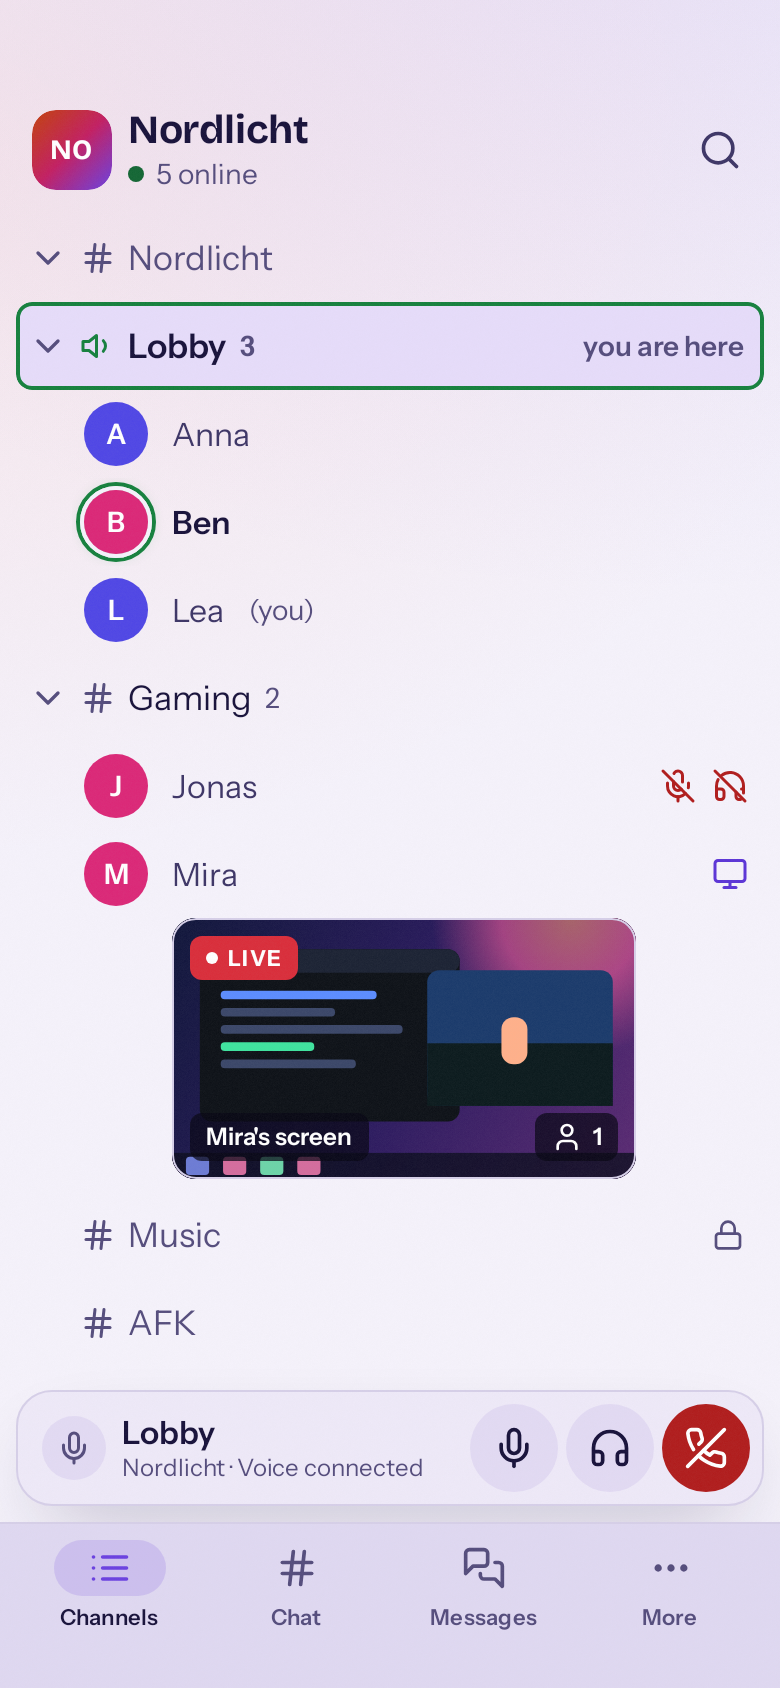 NO
Nordlicht
5 online
# Nordlicht
Lobby 3 you are here
A Anna
B Ben
L Lea (you)
# Gaming 2
J Jonas
M Mira
LIVE
Mira's screen 1
# Music
# AFK
Lobby
Nordlicht · Voice connected
Channels Chat Messages More